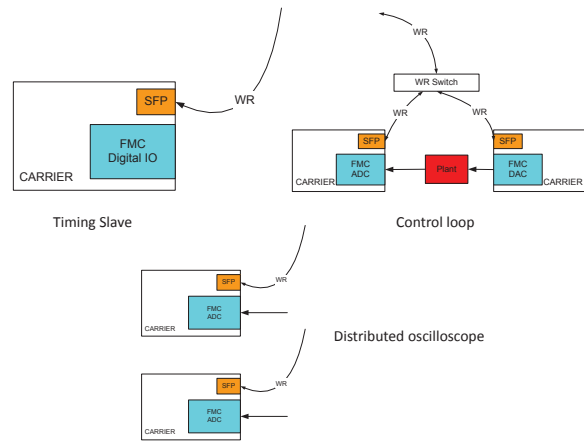 SFP
WR
FMC
Digital IO
CARRIER
Timing Slave
WR
WR Switch
WR
WR
SFP
SFP
FMC
ADC
Plant
FMC
DAC
CARRIER
CARRIER
Control loop
SFP
WR
FMC
ADC
CARRIER
Distributed oscilloscope
SFP
WR
FMC
ADC
CARRIER